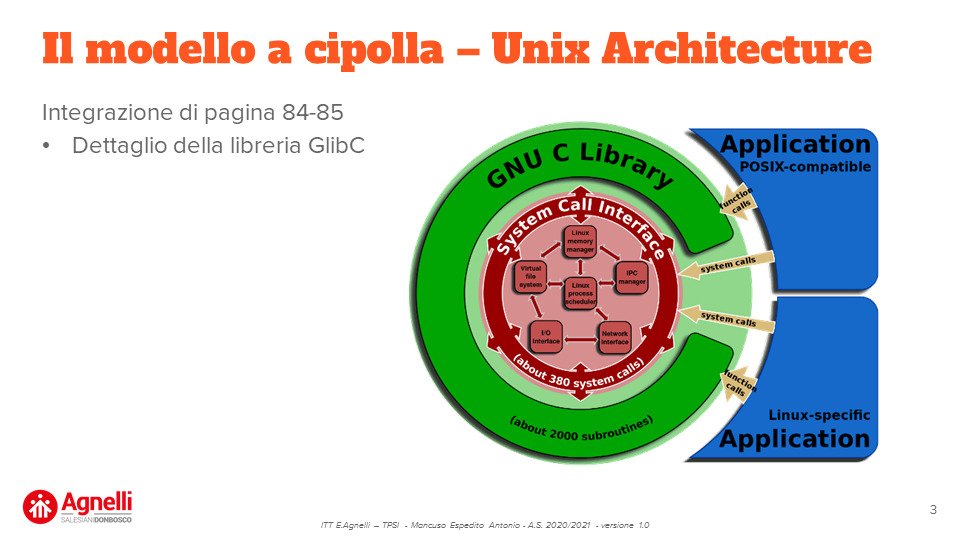 Il modello a cipolla – Unix Architecture
Integrazione di pagina 84-85
• Dettaglio della libreria GlibC
GNU C Library
System Call Interface
Linux
memory
manager
Virtual
file
system
IPC
manager
Linux
process
scheduler
I/O
interface
Network
interface
(about 380 system calls)
(about 2000 subroutines)
Application
POSIX-compatible
function
calls
system calls
system calls
function
calls
Linux-specific
Application
Agnelli
SALESIANIDONBOSCO
ITT E.Agnelli – TPSI - Mancuso Espedito Antonio - A.S. 2020/2021 - versione 1.0
3